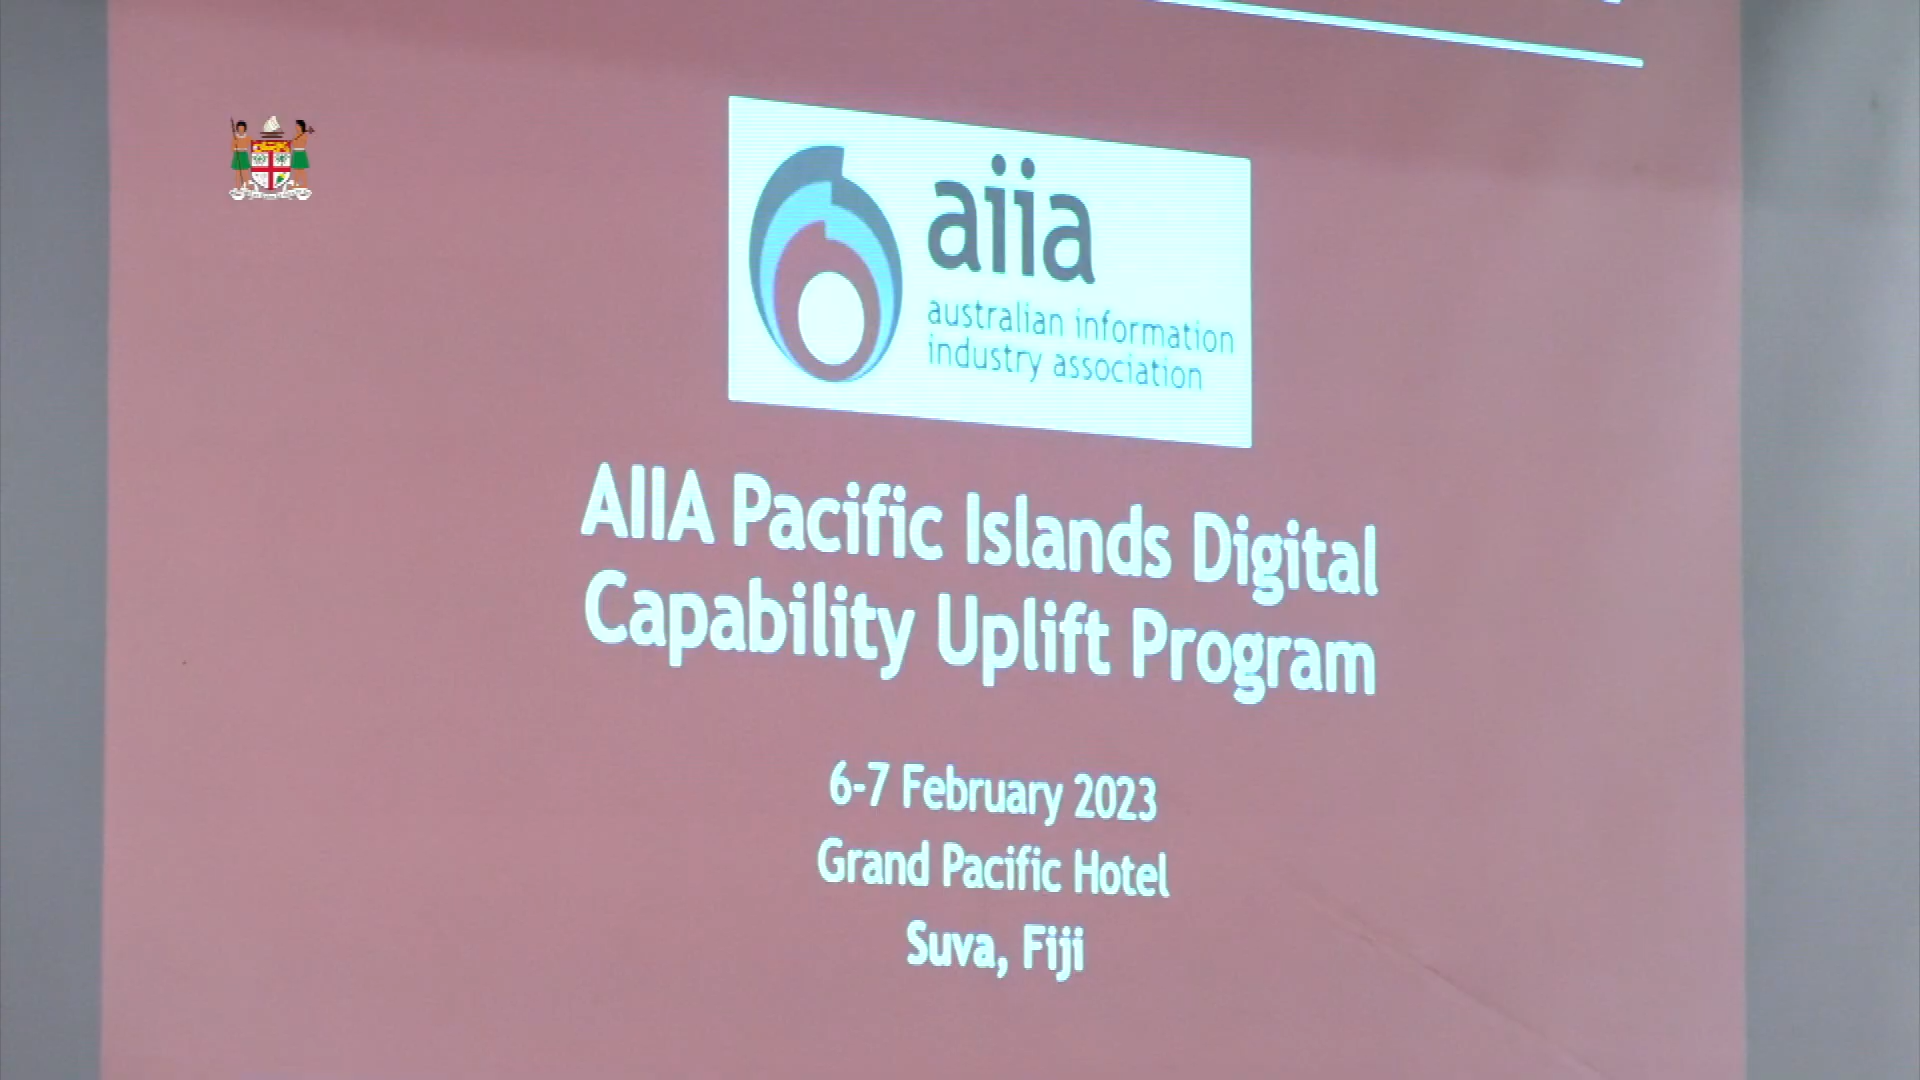 aiia
australian information
industry association
AIIA Pacific Islands Digital
Capability Uplift Program
6-7 February 2023
Grand Pacific Hotel
Suva, Fiji